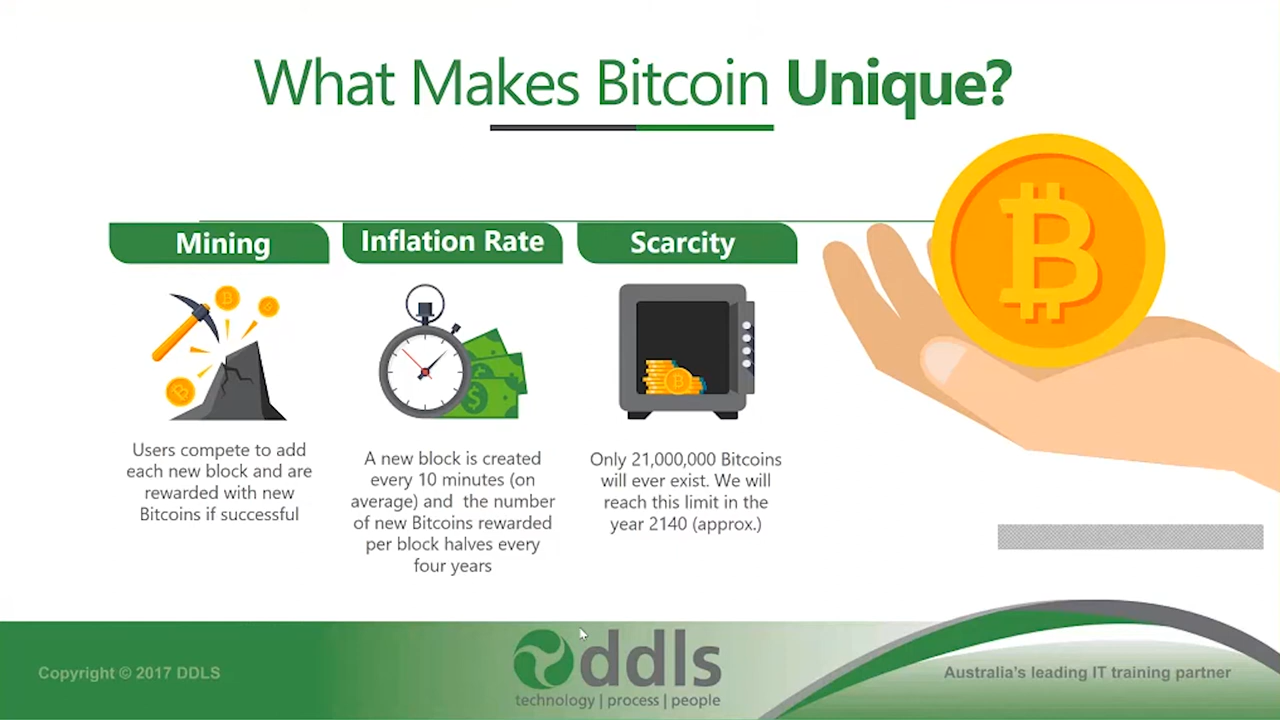 What Makes Bitcoin Unique?
Mining
Users compete to add
each new block and are
rewarded with new
Bitcoins if successful
Inflation Rate
A new block is created
every 10 minutes (on
average) and the number
of new Bitcoins rewarded
per block halves every
four years
Scarcity
Only 21,000,000 Bitcoins
will ever exist. We will
reach this limit in the
year 2140 (approx.)
Copyright © 2017 DDLS
ddls
technology | process | people
Australia's leading IT training partner